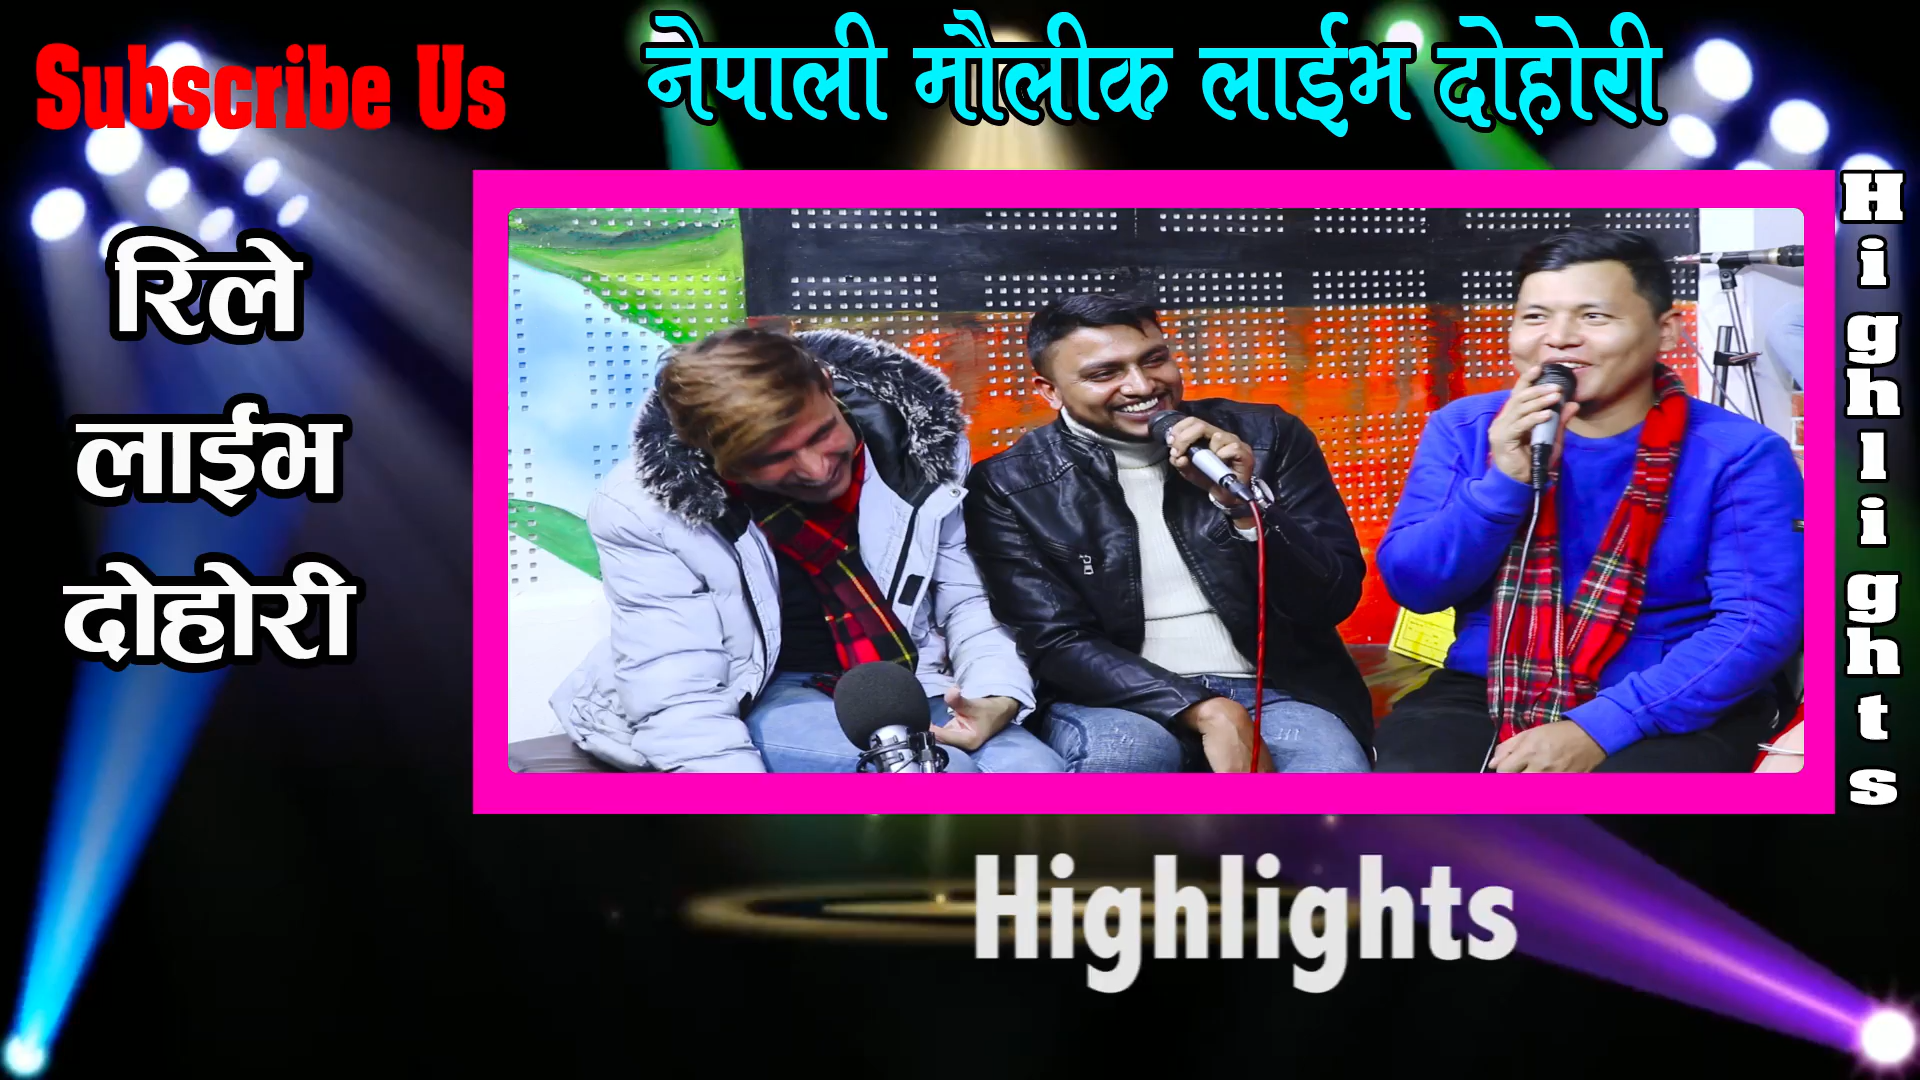 Subscribe Us
नेपाली मौलीक लाईभ दोहोरी
रिले
लाईभ
दोहोरी
Highlights
Highlights